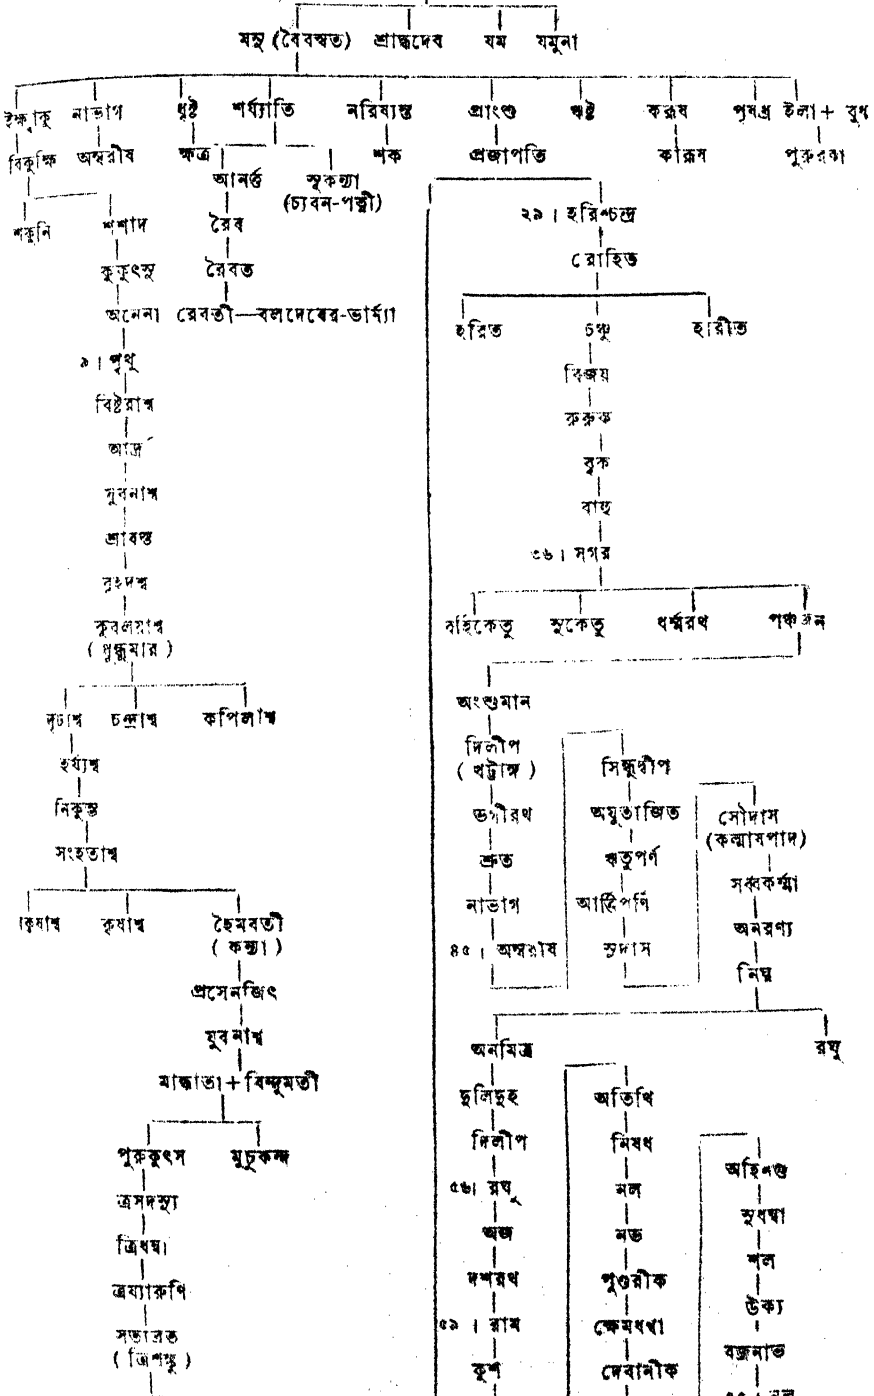 মনু (বৈবস্বত) শ্রাদ্ধদেব যম যমুনা
ইক্ষ্বাকু নাভাগ ধৃষ্ট শর্য্যাতি নরিষ্যন্ত প্রাংশু করূষ পৃষধ্র ইলা + বুধ
বিকুক্ষি অম্বরীষ ক্ষত্র শক প্রজাপতি কারূষ পুরুরবা
আনর্ত্ত সুকন্যা
(চ্যবন-পত্নী)
শকুনি শশাদ রৈব
কুকুৎসু রৈবত
অনেনা রেবতী—বলদেবের-ভার্য্যা
৯। পৃথু
বিষ্টরাশ্ব
আর্দ্র
যুবনাশ্ব
শ্রাবস্ত
বৃহদশ্ব
কুবলয়াশ্ব
( ধুন্ধুমার )
দৃঢাশ্ব চন্দ্রাশ্ব কপিলাশ্ব
হর্য্যশ্ব
নিকুম্ভ
সংহতাশ্ব
কৃষাশ্ব হৈমবতী
( কন্যা )
প্রসেনজিৎ
যুবনাশ্ব
মান্ধাতা + বিন্দুমতী
পুরুকুৎস মুচুকন্দ
ত্রসদস্যু
ত্রিধন্বা
ত্রয্যারুণি
সত্যব্রত
( ত্রিশঙ্কু )
২৯। হরিশ্চন্দ্র
রোহিত
হরিত চঞ্চু হারীত
বিজয়
রুরুক
বৃক
বাহু
৩৬। সগর
বর্হিকেতু সুকেতু ধর্ম্মরথ পঞ্চজন
অংশুমান
দিলীপ
( খট্টাঙ্গ )
ভগীরথ
শ্রুত
নাভাগ
৪৫। অম্বরীষ
সিন্ধুদ্বীপ
অযুতাজিত
ঋতুপর্ণ
আর্ত্তিপর্ণি
সুদাস
সৌদাস
(কল্মাষপাদ)
সর্ব্বকর্ম্মা
অনরণ্য
নিঘ্ন
অনমিত্র রঘু
দুলিদুহ
দিলীপ
৫৬। রঘু
অজ
দশরথ
৫৯। রাম
কুশ
অতিথি
নিষধ
নল
নভ
পুণ্ডরীক
ক্ষেমধন্বা
দেবানীক
অহিনগু
সুধন্বা
শল
উক্য
বজ্রনাভ